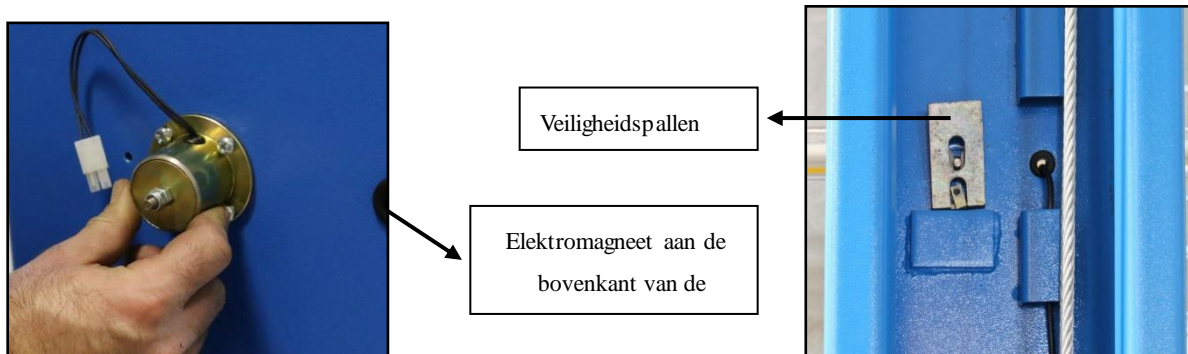 Veiligheidspallen
Elektromagneet aan de
bovenkant van de